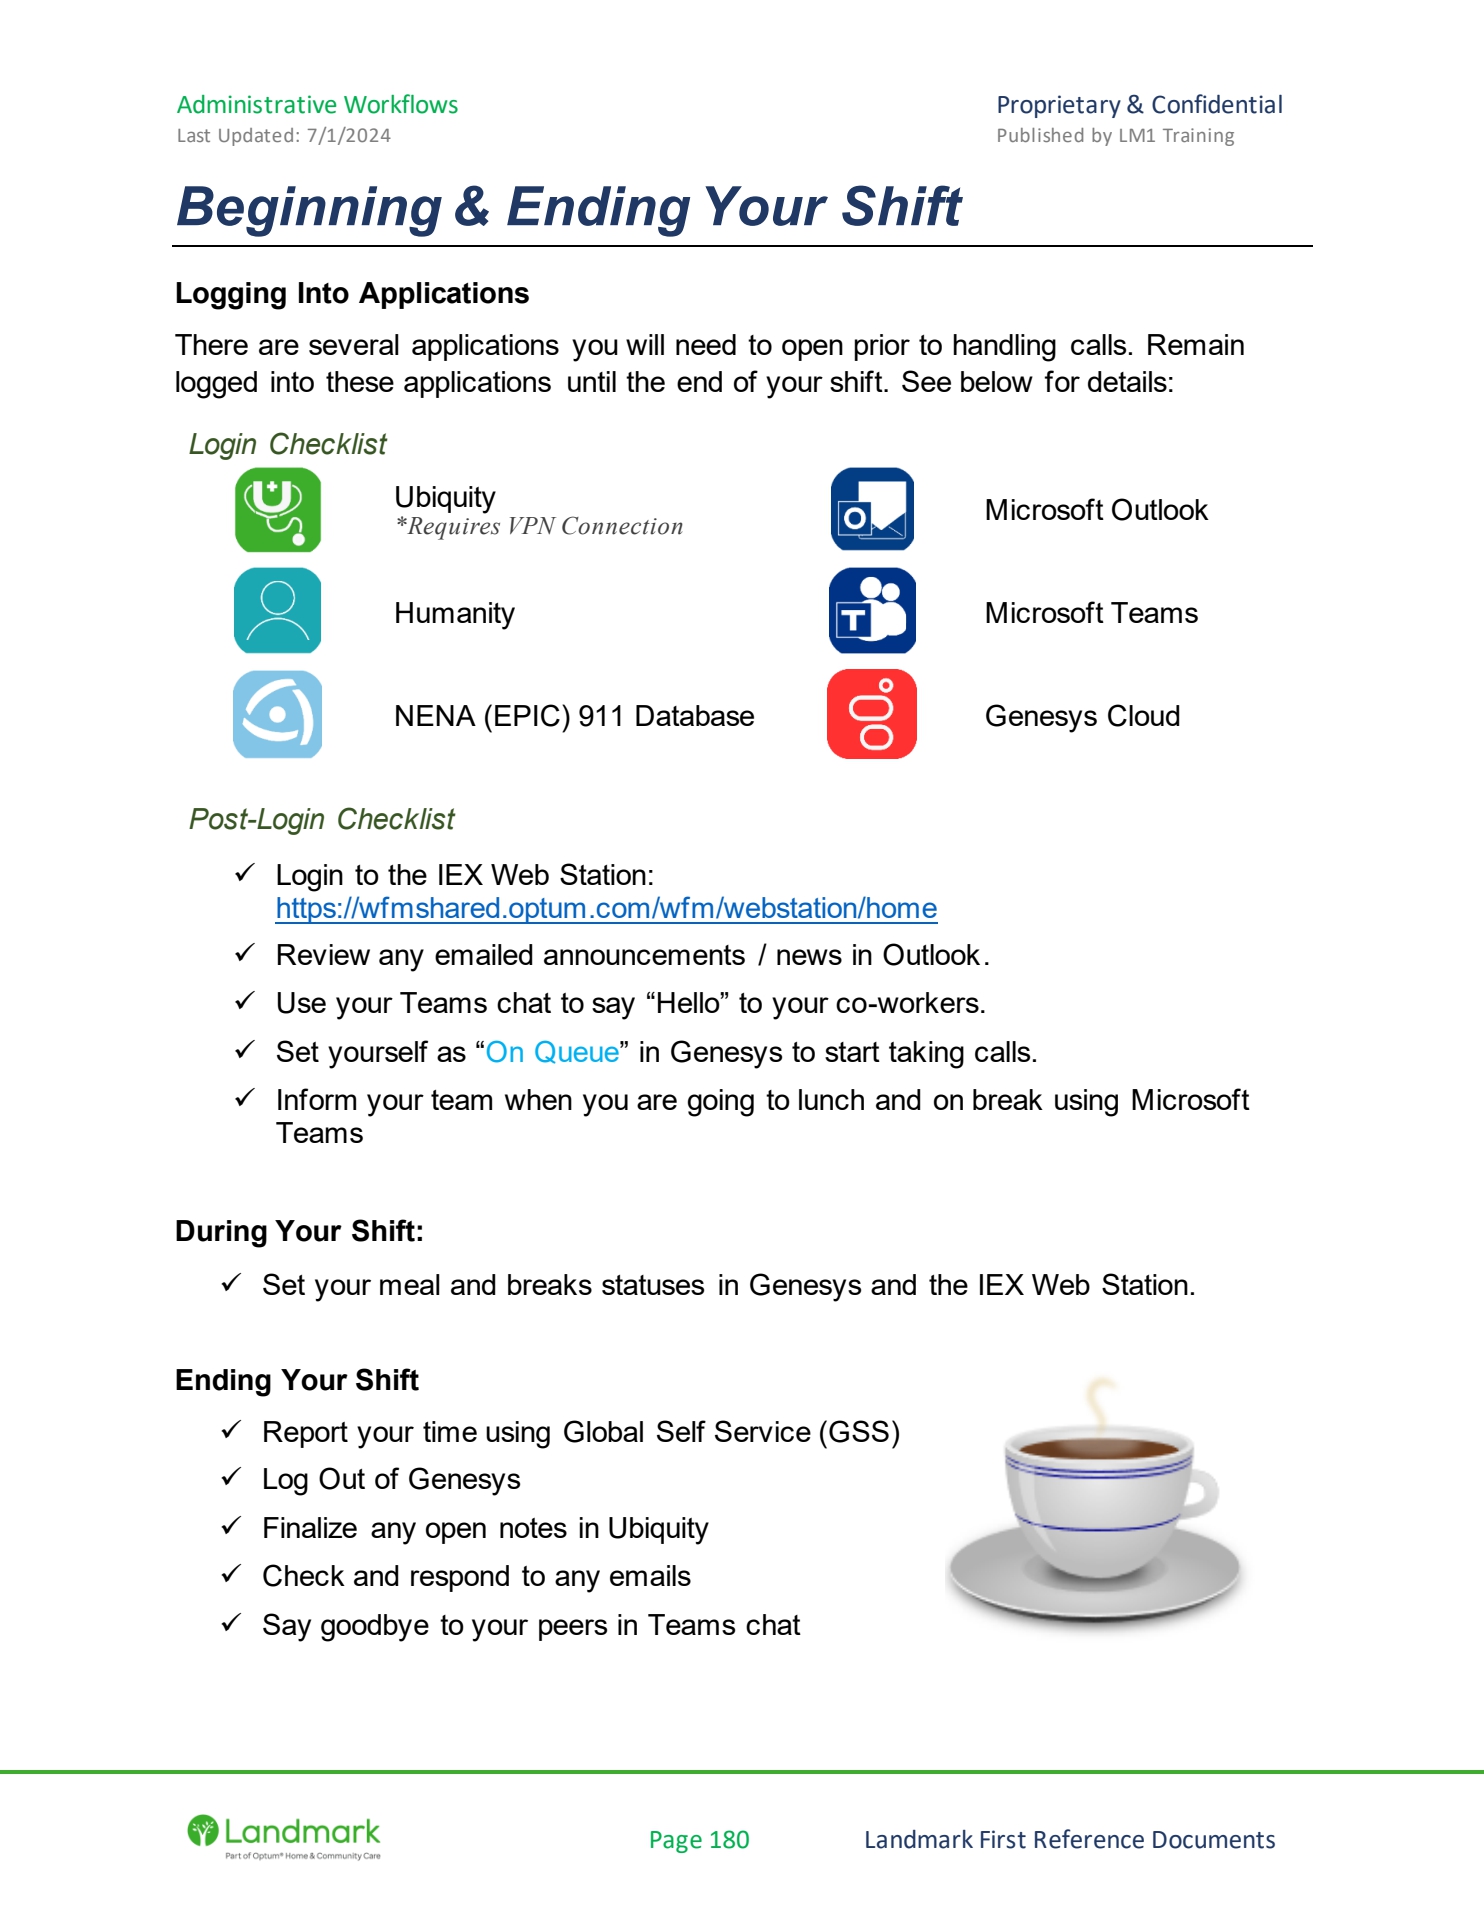 Administrative Workflows
Proprietary & Confidential
Last Updated: 7/1/2024
Published by LM1 Training
Beginning & Ending Your Shift
Logging Into Applications
There are several applications you will need to open prior to handling calls. Remain
logged into these applications until the end of your shift. See below for details:
Login Checklist
Ubiquity
*Requires VPN Connection
Microsoft Outlook
Humanity
Microsoft Teams
NENA (EPIC) 911 Database
Genesys Cloud
Post-Login Checklist
✓ Login to the IEX Web Station:
https://wfmshared.optum.com/wfm/webstation/home
✓ Review any emailed announcements / news in Outlook.
✓ Use your Teams chat to say “Hello” to your co-workers.
✓ Set yourself as “On Queue” in Genesys to start taking calls.
✓ Inform your team when you are going to lunch and on break using Microsoft
Teams
During Your Shift:
✓ Set your meal and breaks statuses in Genesys and the IEX Web Station.
Ending Your Shift
✓ Report your time using Global Self Service (GSS)
✓ Log Out of Genesys
✓ Finalize any open notes in Ubiquity
✓ Check and respond to any emails
✓ Say goodbye to your peers in Teams chat
Landmark
Part of Optum® Home & Community Care
Page 180
Landmark First Reference Documents